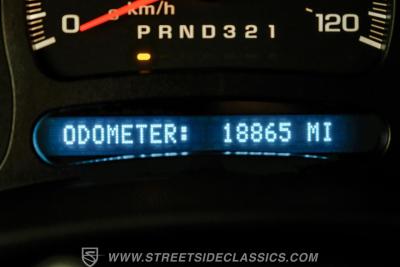 0 km/h 120
PRND321
ODOMETER: 18865 MI
WWW.STREETSIDECLASSICS.COM